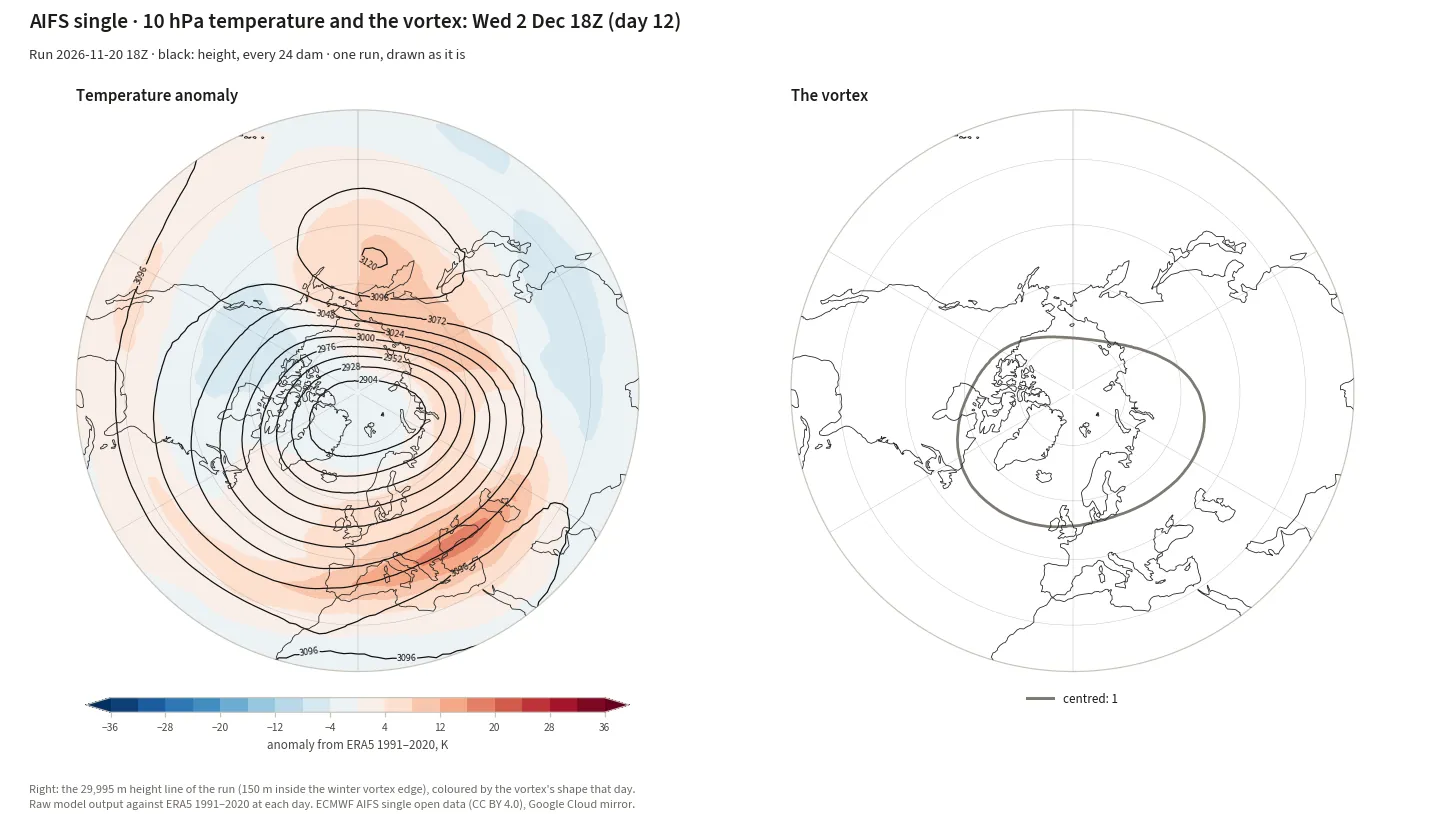 AIFS single · 10 hPa temperature and the vortex: Wed 2 Dec 18Z (day 12)
Run 2026-11-20 18Z · black: height, every 24 dam · one run, drawn as it is
Temperature anomaly
The vortex
3120
3096
3096
3048
3072
3024
3000
2976
2952
2928
2904
3096
3096
3096
−36 −28 −20 −12 −4 4 12 20 28 36
anomaly from ERA5 1991–2020, K
centred: 1
Right: the 29,995 m height line of the run (150 m inside the winter vortex edge), coloured by the vortex's shape that day.
Raw model output against ERA5 1991–2020 at each day. ECMWF AIFS single open data (CC BY 4.0), Google Cloud mirror.